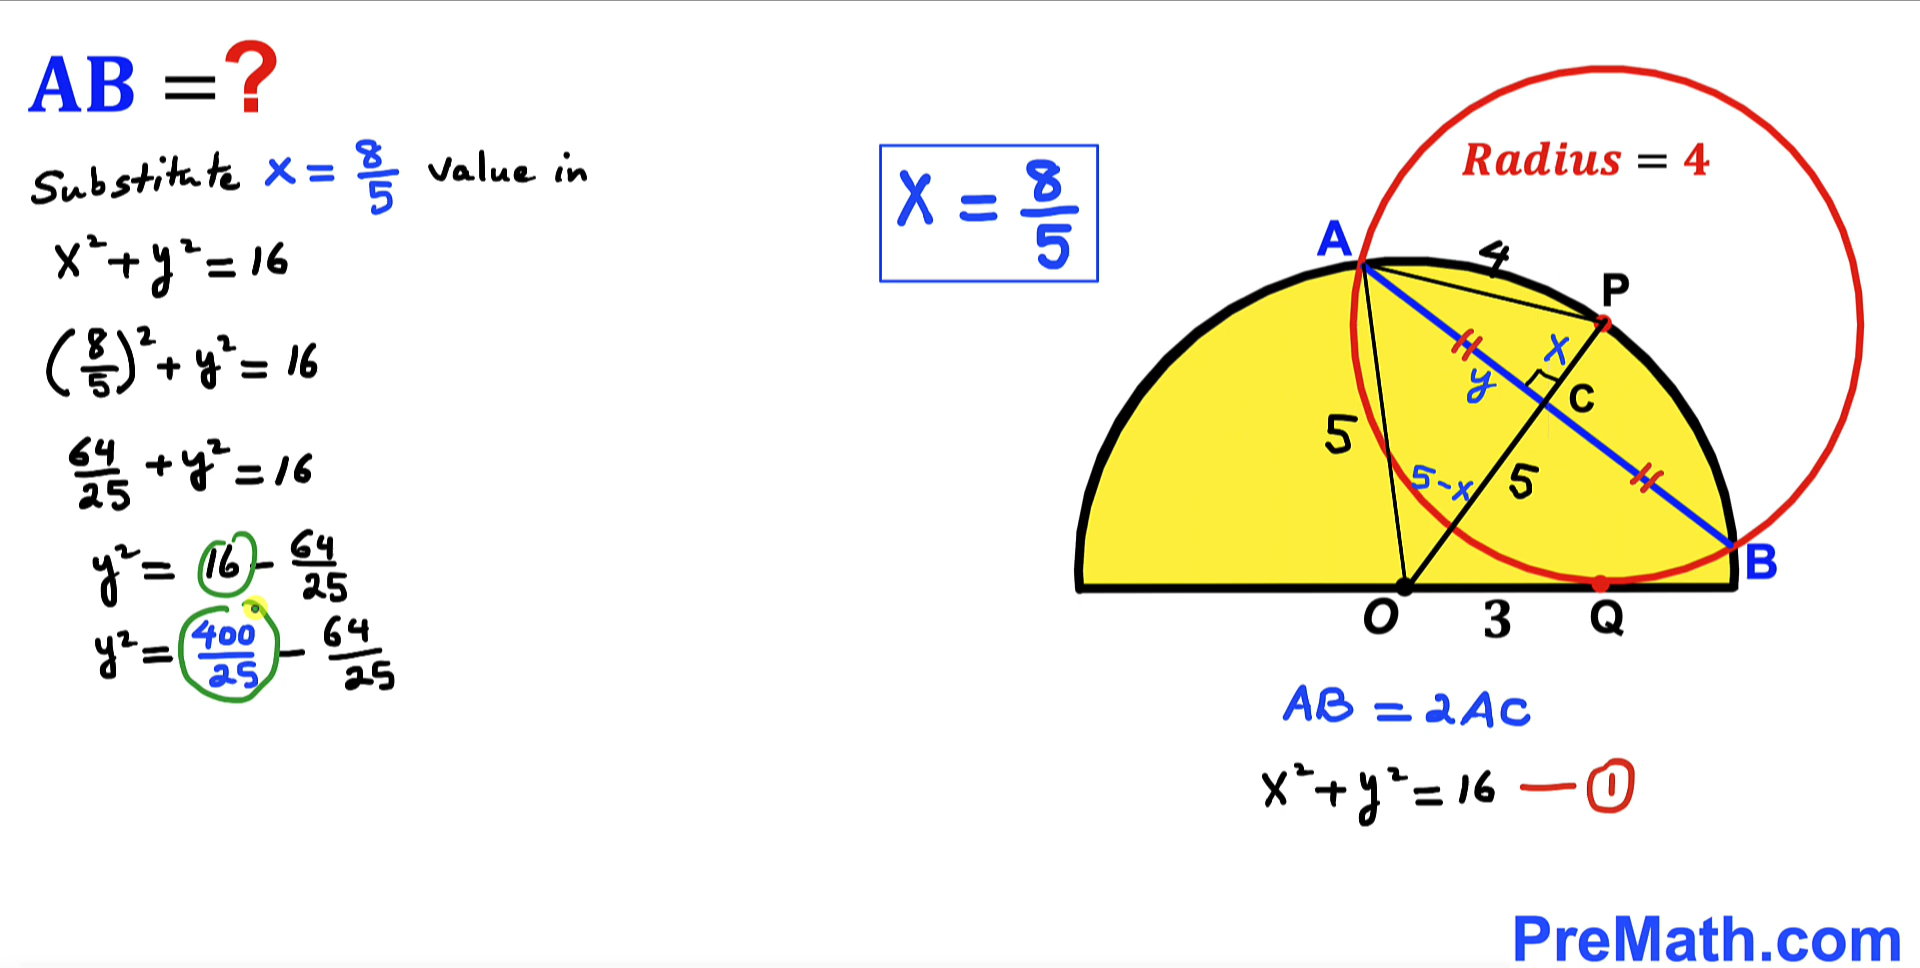 AB = ?
Substitute x = 8/5 value in
x² + y² = 16
(8/5)² + y² = 16
64/25 + y² = 16
y² = 16 - 64/25
y² = 400/25 - 64/25
X = 8/5
Radius = 4
A
4
P
x
y
C
5
5-x
5
B
O
3
Q
AB = 2AC
x² + y² = 16 — ①
PreMath.com